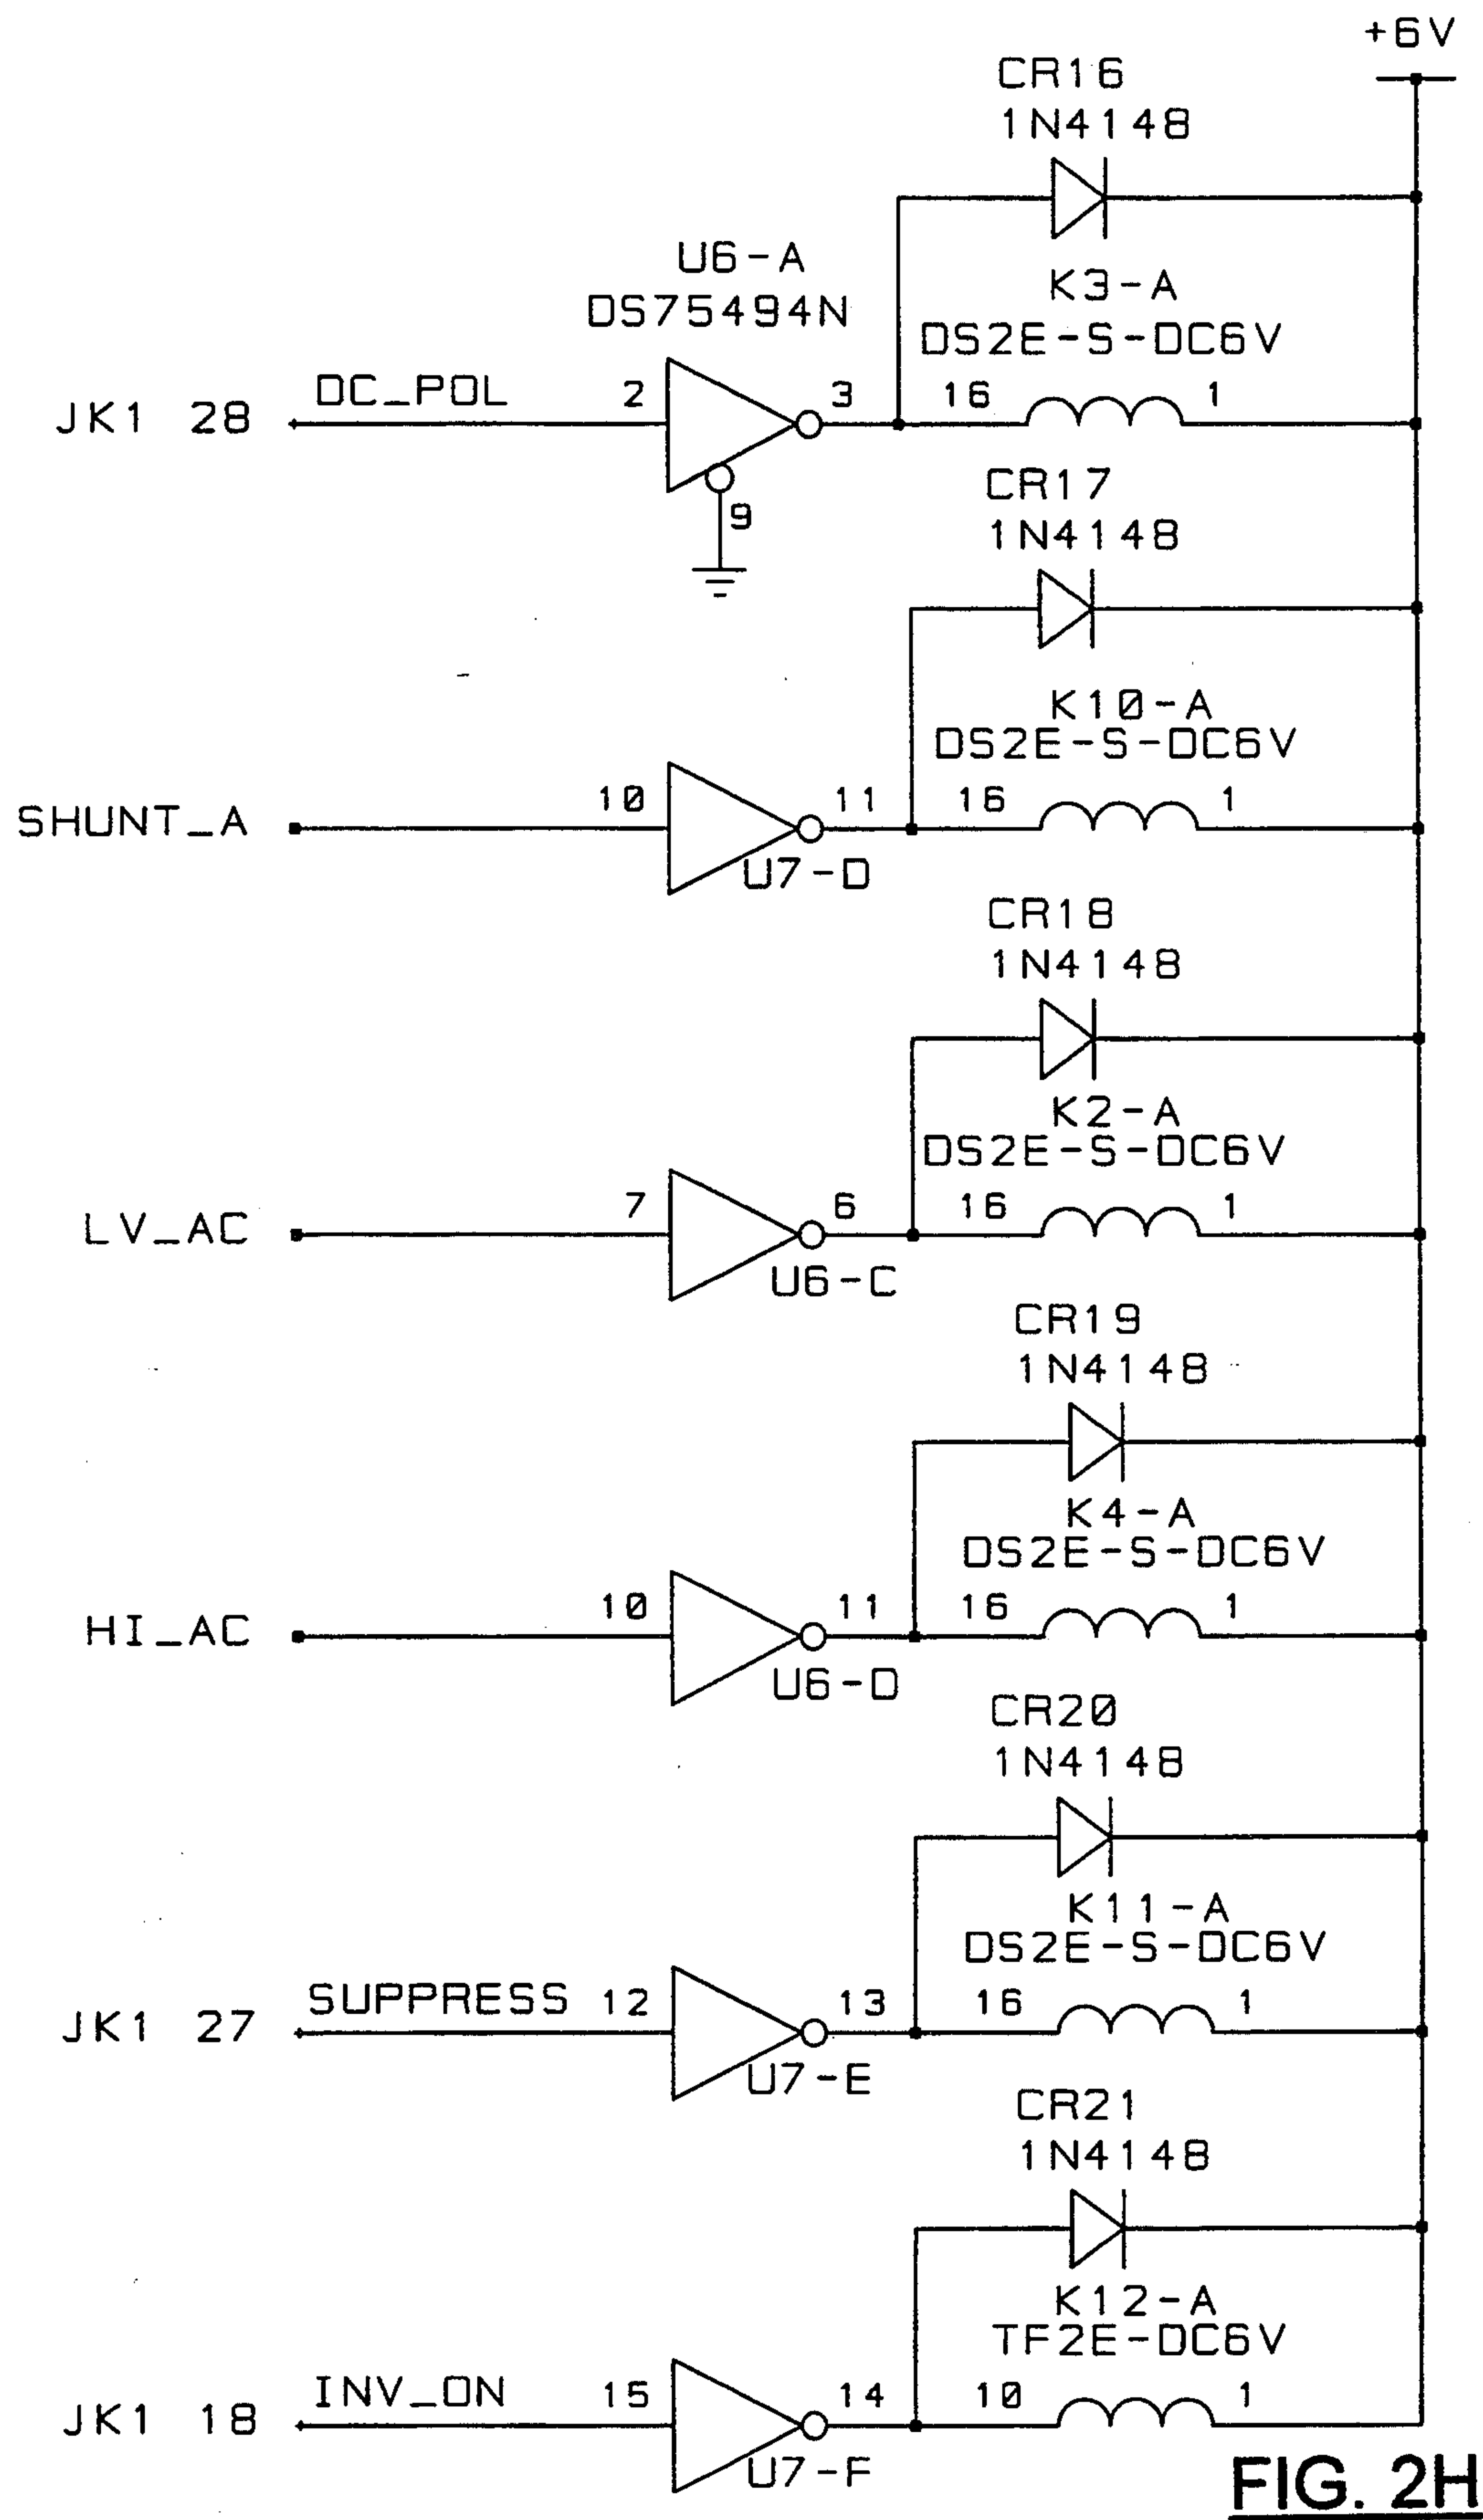 +6V
CR16
1N4148
U6-A
DS75494N
K3-A
DS2E-S-DC6V
JK1 28 DC_POL 2 3 16 1
9
CR17
1N4148
K10-A
DS2E-S-DC6V
SHUNT_A 10 11 16 1
U7-D
CR18
1N4148
K2-A
DS2E-S-DC6V
LV_AC 7 6 16 1
U6-C
CR19
1N4148
K4-A
DS2E-S-DC6V
HI_AC 10 11 16 1
U6-D
CR20
1N4148
K11-A
DS2E-S-DC6V
JK1 27 SUPPRESS 12 13 16 1
U7-E
CR21
1N4148
K12-A
TF2E-DC6V
JK1 18 INV_ON 15 14 10 1
U7-F
FIG. 2H